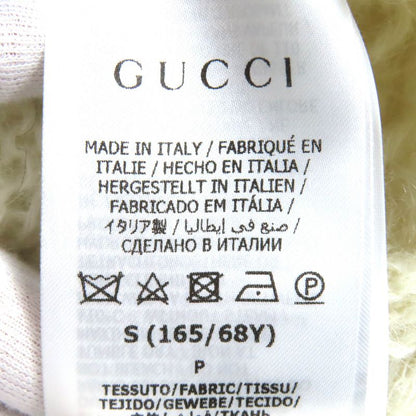 GUCCI
MADE IN ITALY / FABRIQUÉ EN
ITALIE / HECHO EN ITALIA /
HERGESTELLT IN ITALIEN /
FABRICADO EM ITÁLIA /
イタリア製 / صنع في إيطاليا /
СДЕЛАНО В ИТАЛИИ
P
S (165/68Y)
P
TESSUTO/FABRIC/TISSU/
TEJIDO/GEWEBE/TECIDO/